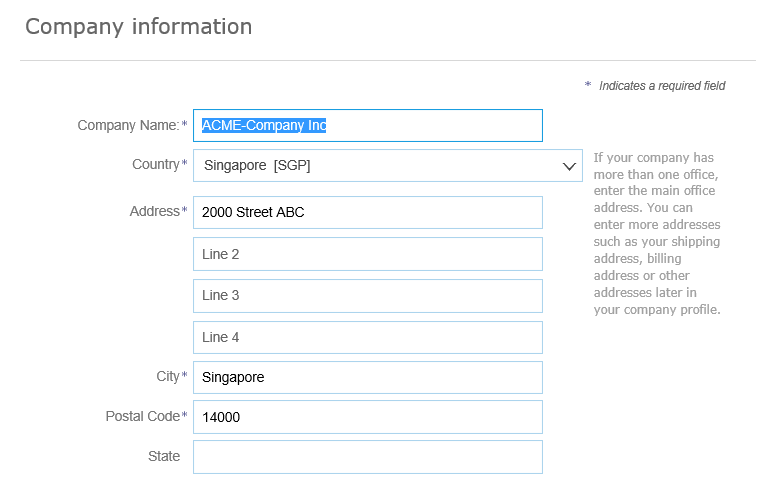 Company information
* Indicates a required field
Company Name:* ACME-Company Inc
Country* Singapore [SGP]
If your company has
more than one office,
enter the main office
address. You can
enter more addresses
such as your shipping
address, billing
address or other
addresses later in
your company profile.
Address* 2000 Street ABC
Line 2
Line 3
Line 4
City* Singapore
Postal Code* 14000
State